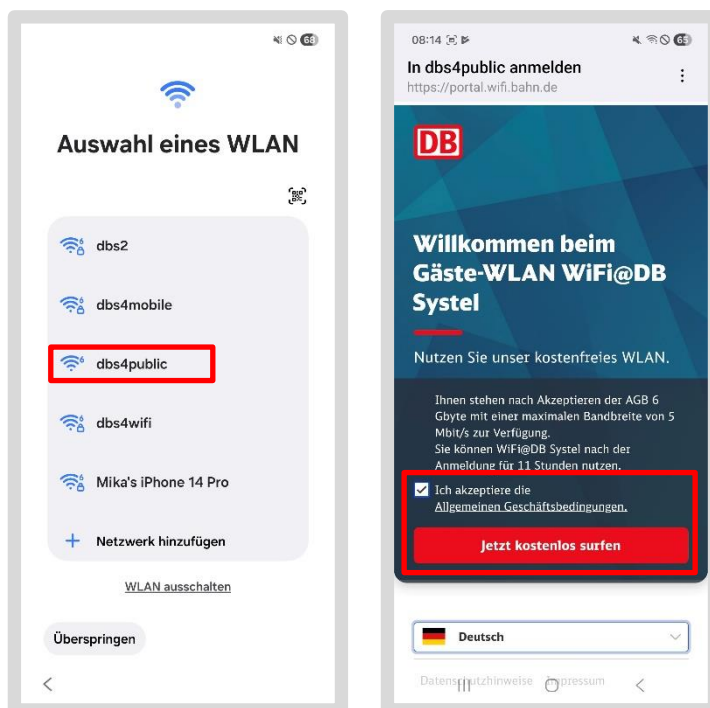 68
Auswahl eines WLAN
dbs2
dbs4mobile
dbs4public
dbs4wifi
Mika's iPhone 14 Pro
+ Netzwerk hinzufügen
WLAN ausschalten
Überspringen
08:14
65
In dbs4public anmelden
https://portal.wifi.bahn.de
DB
Willkommen beim
Gäste-WLAN WiFi@DB
Systel
Nutzen Sie unser kostenfreies WLAN.
Ihnen stehen nach Akzeptieren der AGB 6
Gbyte mit einer maximalen Bandbreite von 5
Mbit/s zur Verfügung.
Sie können WiFi@DB Systel nach der
Anmeldung für 11 Stunden nutzen.
Ich akzeptiere die
Allgemeinen Geschäftsbedingungen.
Jetzt kostenlos surfen
Deutsch
Datenschutzhinweise Impressum